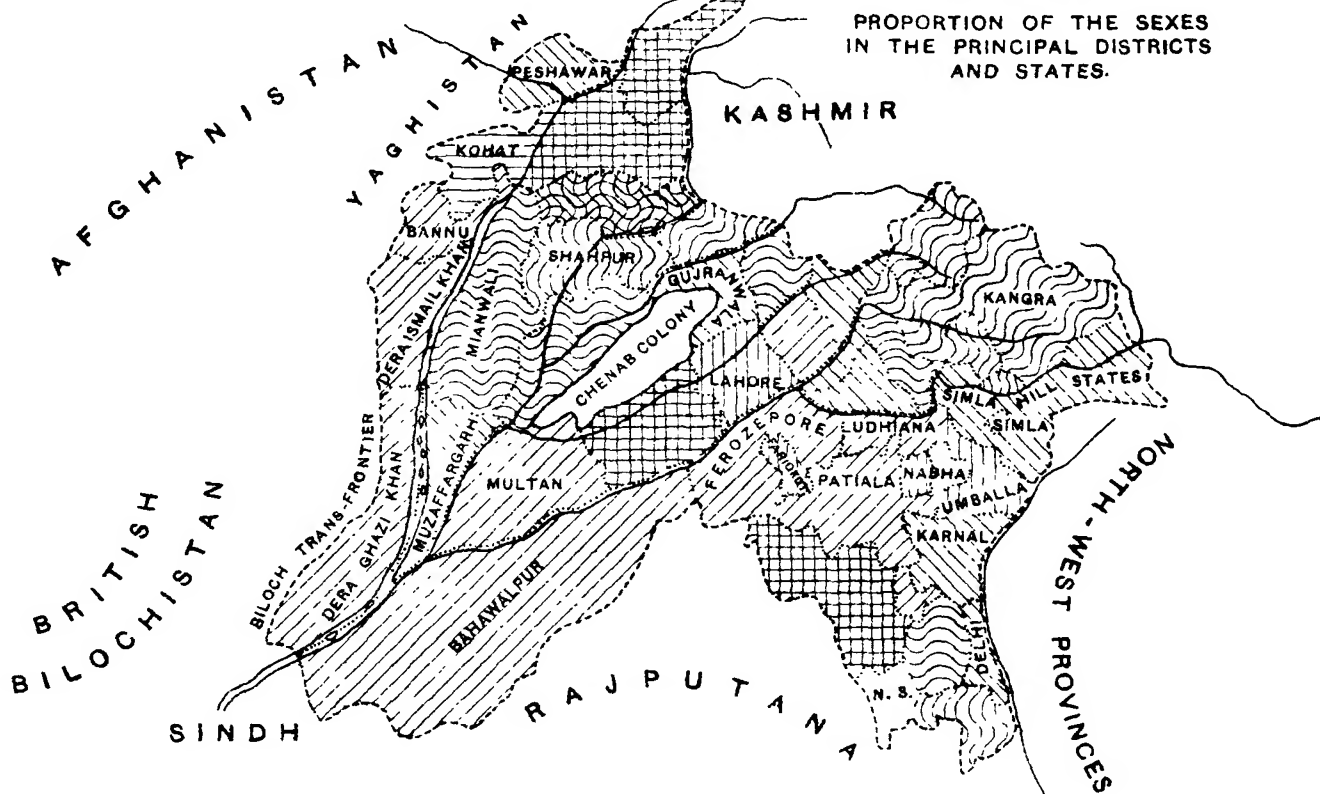 PROPORTION OF THE SEXES
IN THE PRINCIPAL DISTRICTS
AND STATES.
AFGHANISTAN
YAGHISTAN
PESHAWAR
KASHMIR
KOHAT
BANNU
SHAHPUR
DERA ISMAIL KHAN
MIANWALI
GUJRANWALA
CHENAB COLONY
KANGRA
LAHORE
SIMLA HILL STATES
SIMLA
FEROZEPORE
LUDHIANA
FARIDKOT
PATIALA
NABHA
UMBALLA
KARNAL
MULTAN
MUZAFFARGARH
BILOCH TRANS-FRONTIER
DERA GHAZI KHAN
BAHAWALPUR
DELHI
N. S.
BRITISH
BILOCHISTAN
SINDH
RAJPUTANA
NORTH-WEST PROVINCES